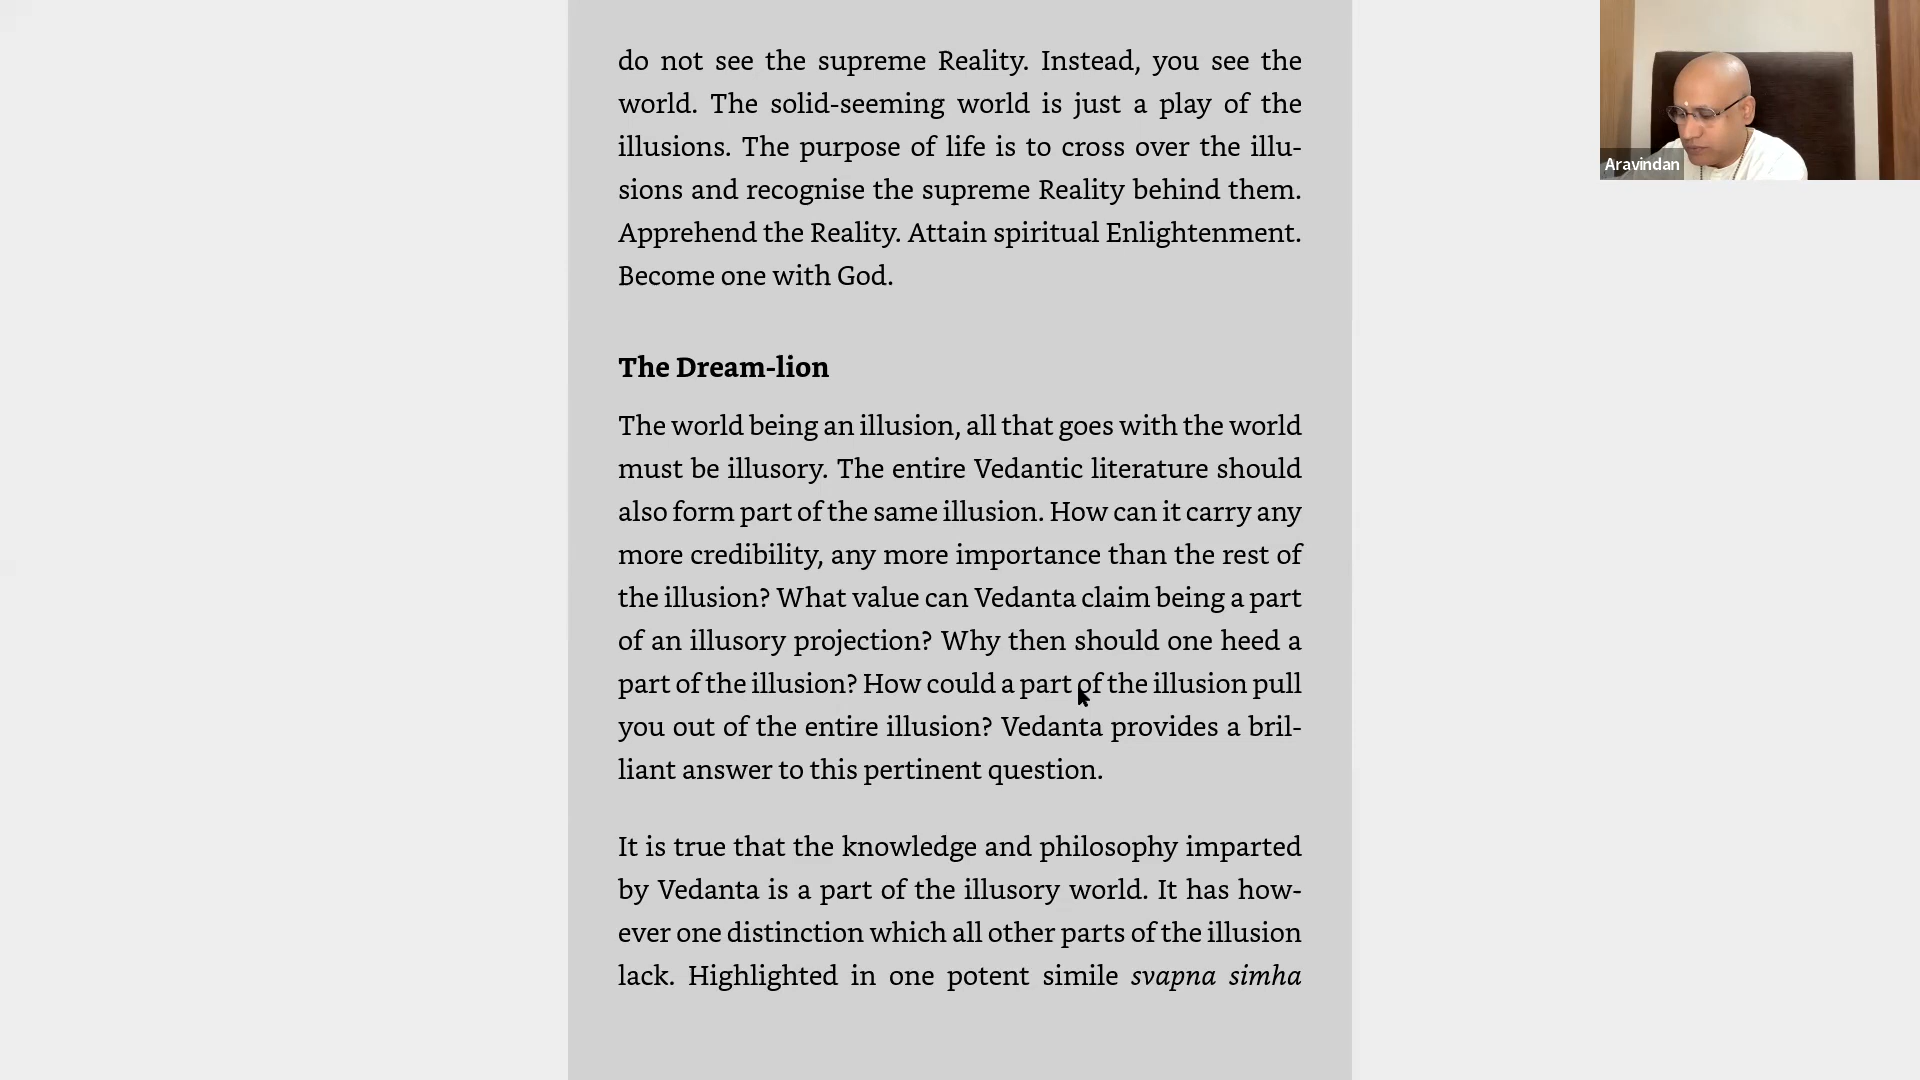 do not see the supreme Reality. Instead, you see the
world. The solid-seeming world is just a play of the
illusions. The purpose of life is to cross over the illu-
sions and recognise the supreme Reality behind them.
Apprehend the Reality. Attain spiritual Enlightenment.
Become one with God.
The Dream-lion
The world being an illusion, all that goes with the world
must be illusory. The entire Vedantic literature should
also form part of the same illusion. How can it carry any
more credibility, any more importance than the rest of
the illusion? What value can Vedanta claim being a part
of an illusory projection? Why then should one heed a
part of the illusion? How could a part of the illusion pull
you out of the entire illusion? Vedanta provides a bril-
liant answer to this pertinent question.
It is true that the knowledge and philosophy imparted
by Vedanta is a part of the illusory world. It has how-
ever one distinction which all other parts of the illusion
lack. Highlighted in one potent simile svapna simha
Aravindan